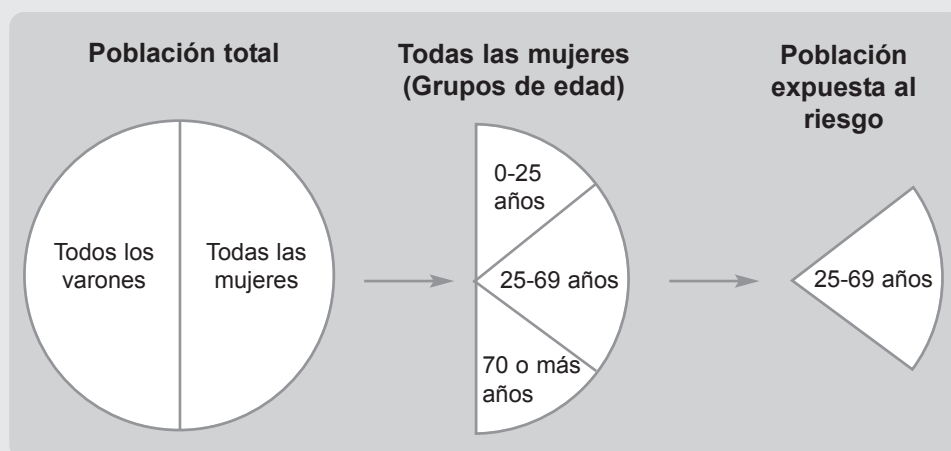 Población total
Todos los
varones
Todas las
mujeres
Todas las mujeres
(Grupos de edad)
0-25
años
25-69 años
70 o más
años
Población
expuesta al
riesgo
25-69 años